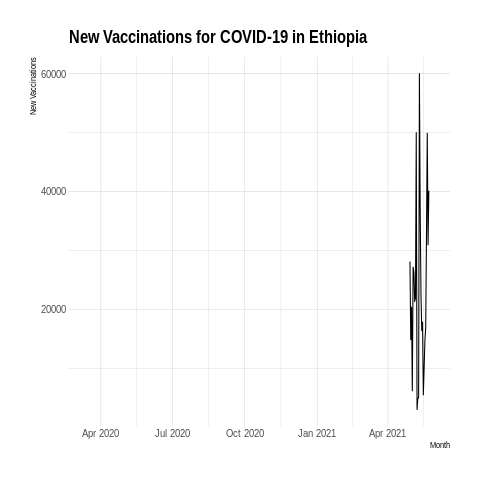 New Vaccinations for COVID-19 in Ethiopia
New Vaccinations
60000
40000
20000
Apr 2020 Jul 2020 Oct 2020 Jan 2021 Apr 2021
Month